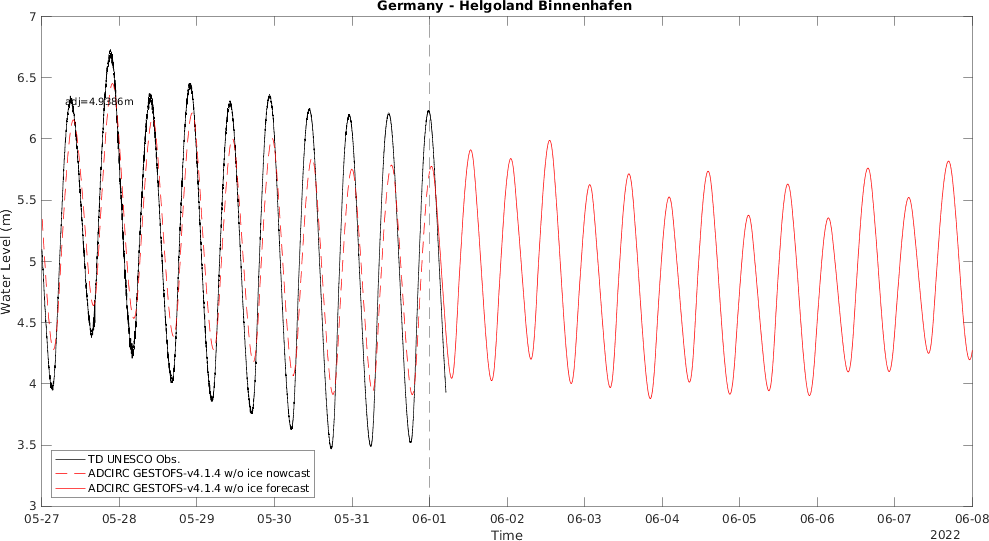 Germany - Helgoland Binnenhafen
7
6.5
6
5.5
5
4.5
4
3.5
3
Water Level (m)
adj=4.9386m
TD UNESCO Obs.
ADCIRC GESTOFS-v4.1.4 w/o ice nowcast
ADCIRC GESTOFS-v4.1.4 w/o ice forecast
05-27 05-28 05-29 05-30 05-31 06-01 06-02 06-03 06-04 06-05 06-06 06-07 06-08
Time
2022